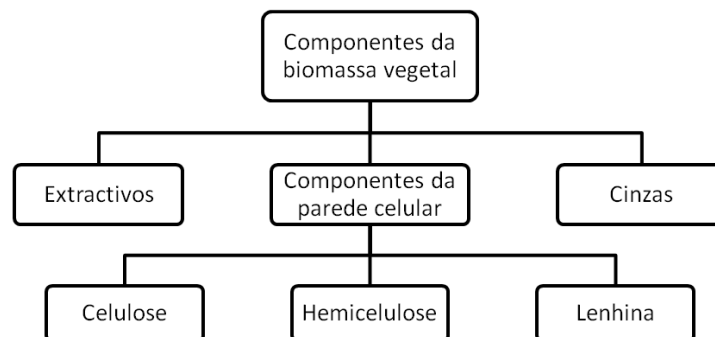 Componentes da
biomassa vegetal
Extractivos
Componentes da
parede celular
Cinzas
Celulose
Hemicelulose
Lenhina